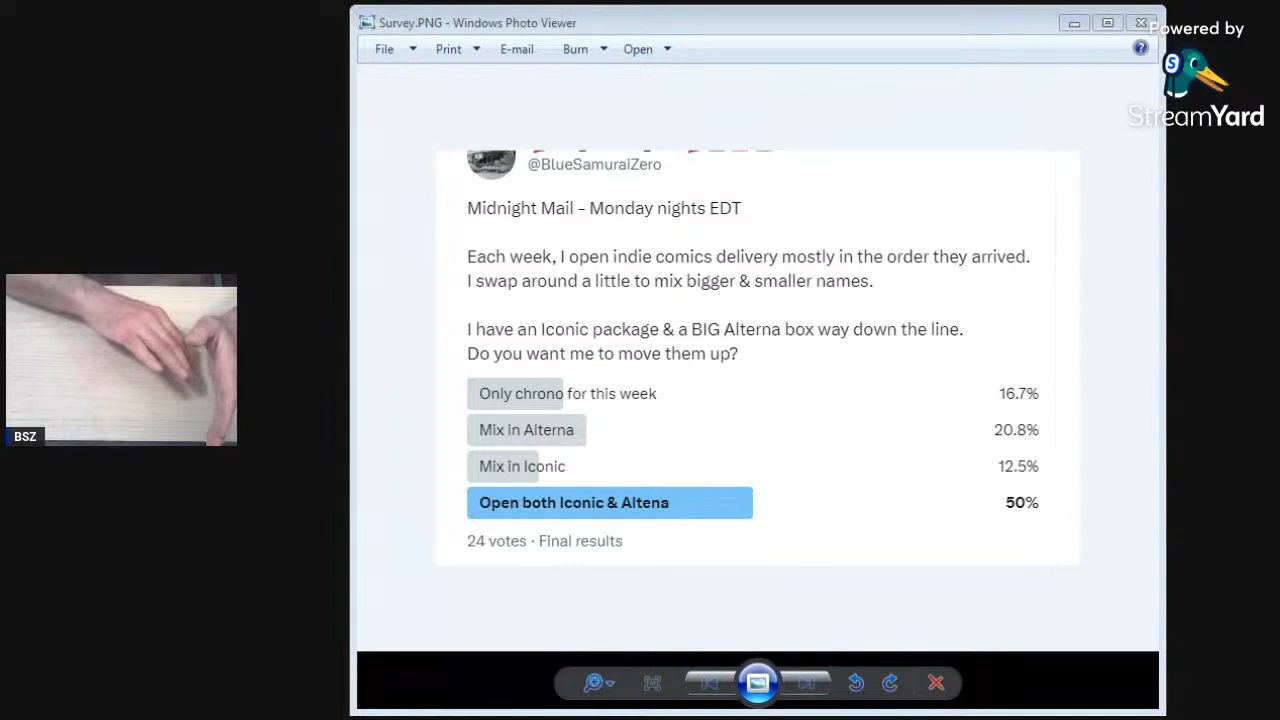 Survey.PNG - Windows Photo Viewer
File Print E-mail Burn Open
Powered by
StreamYard
@BlueSamuraiZero
Midnight Mail - Monday nights EDT
Each week, I open indie comics delivery mostly in the order they arrived.
I swap around a little to mix bigger & smaller names.
I have an Iconic package & a BIG Alterna box way down the line.
Do you want me to move them up?
Only chrono for this week 16.7%
Mix in Alterna 20.8%
Mix in Iconic 12.5%
Open both Iconic & Altena 50%
24 votes · Final results
BSZ